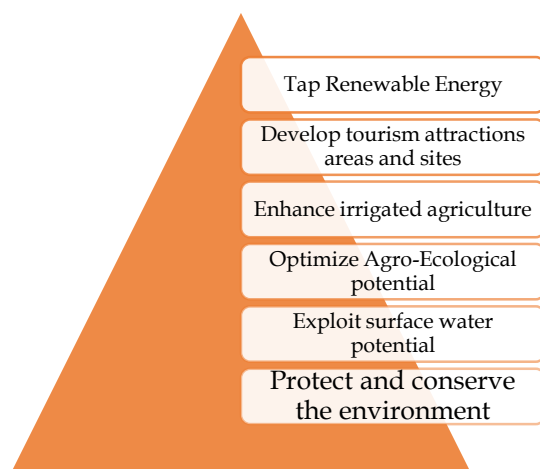 Tap Renewable Energy
Develop tourism attractions
areas and sites
Enhance irrigated agriculture
Optimize Agro-Ecological
potential
Exploit surface water
potential
Protect and conserve
the environment